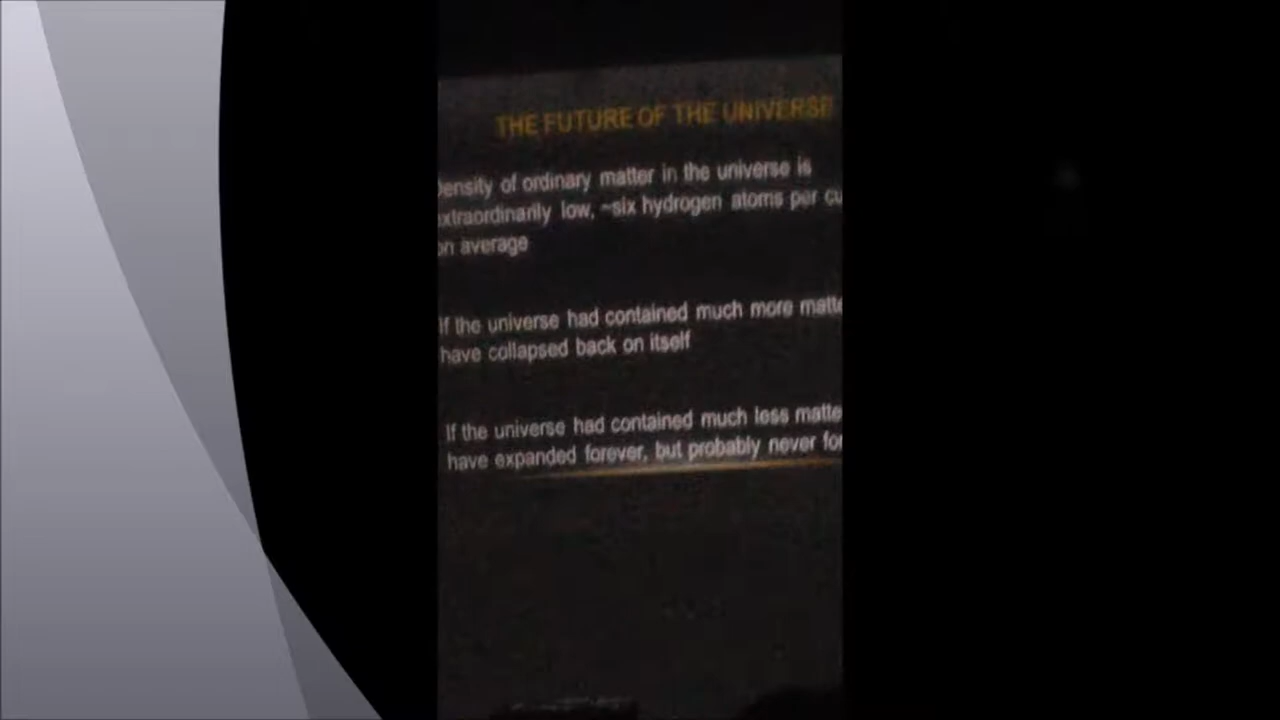 THE FUTURE OF THE UNIVERSE
ensity of ordinary matter in the universe is
xtraordinarily low, ~six hydrogen atoms per cu
on average
If the universe had contained much more matte
have collapsed back on itself
If the universe had contained much less matte
have expanded forever, but probably never for